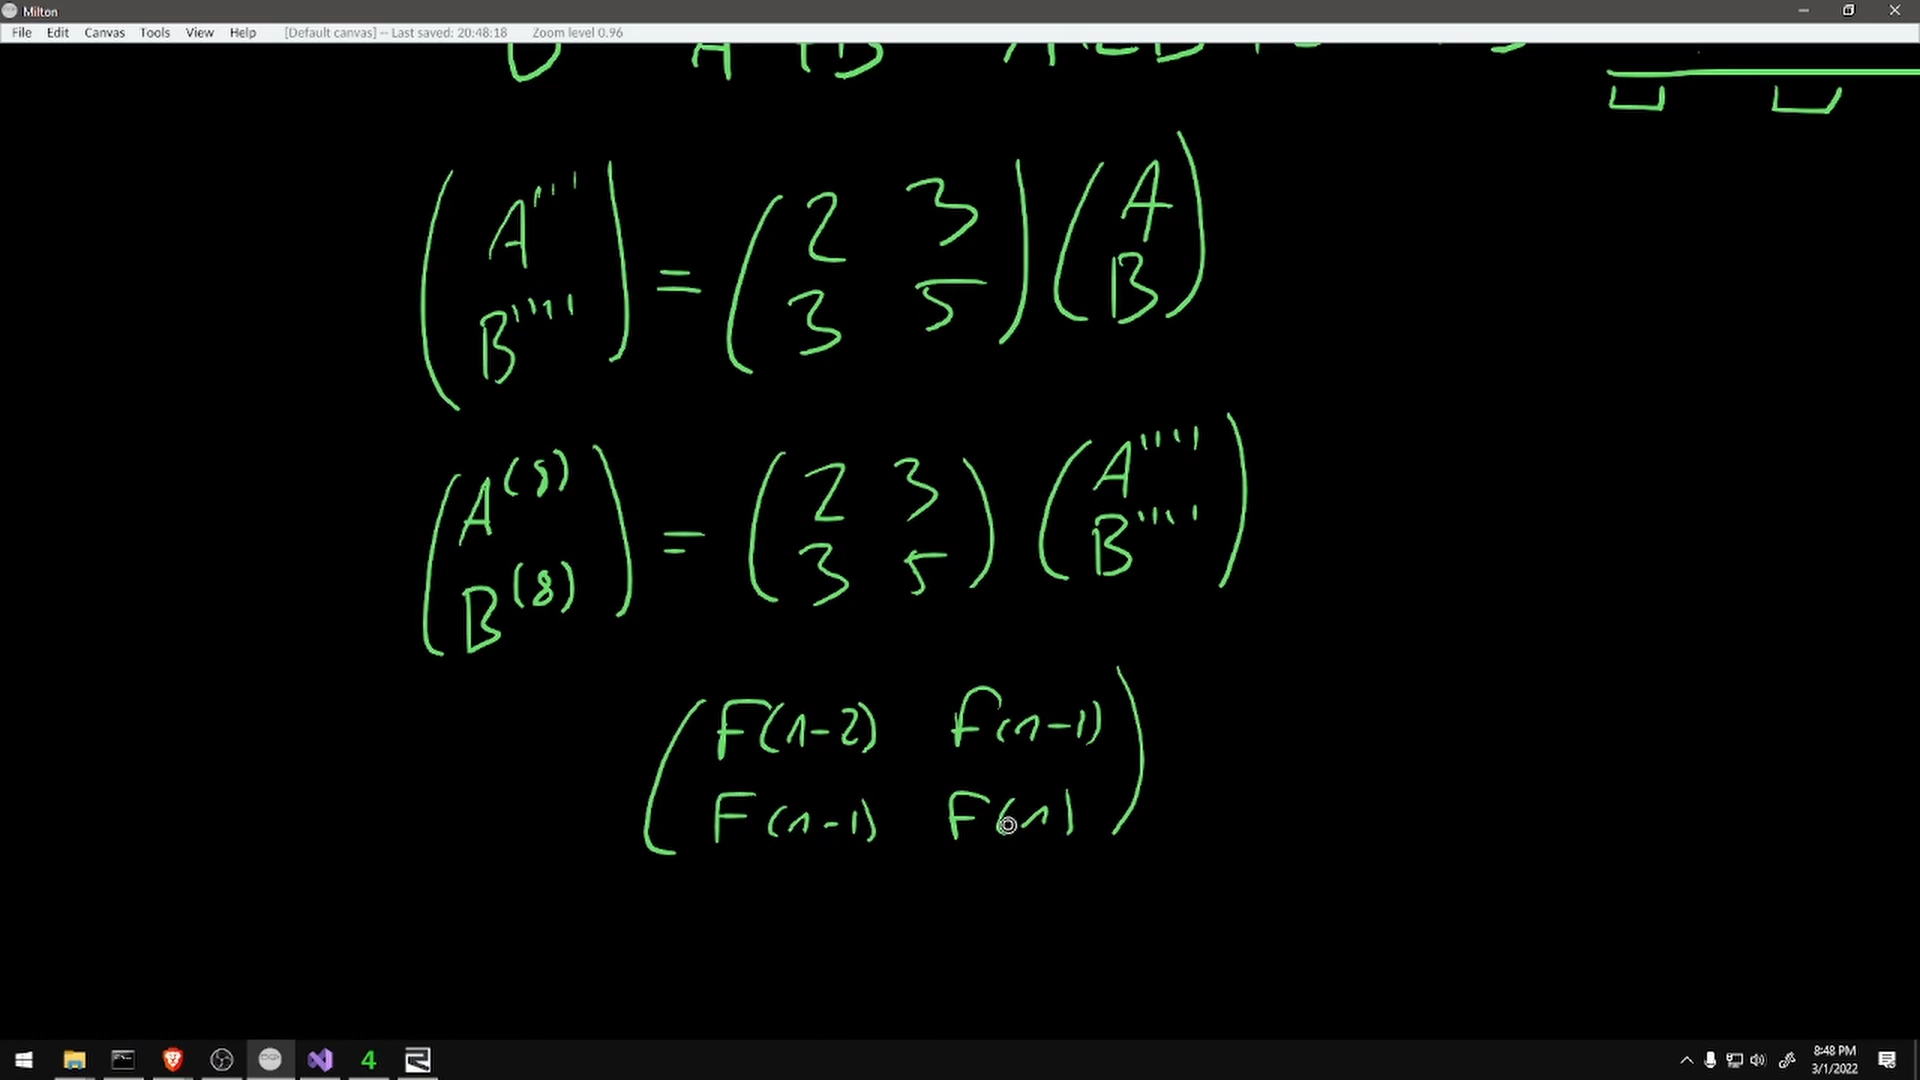 Milton
File Edit Canvas Tools View Help [Default canvas] -- Last saved: 20:48:18 Zoom level 0.96
( A'''' ) = ( 2 3 ) ( A )
( B'''' ) ( 3 5 ) ( B )
( A(8) ) = ( 2 3 ) ( A'''' )
( B(8) ) ( 3 5 ) ( B'''' )
( F(n-2) F(n-1) )
( F(n-1) F(n) )
4
8:48 PM
3/1/2022